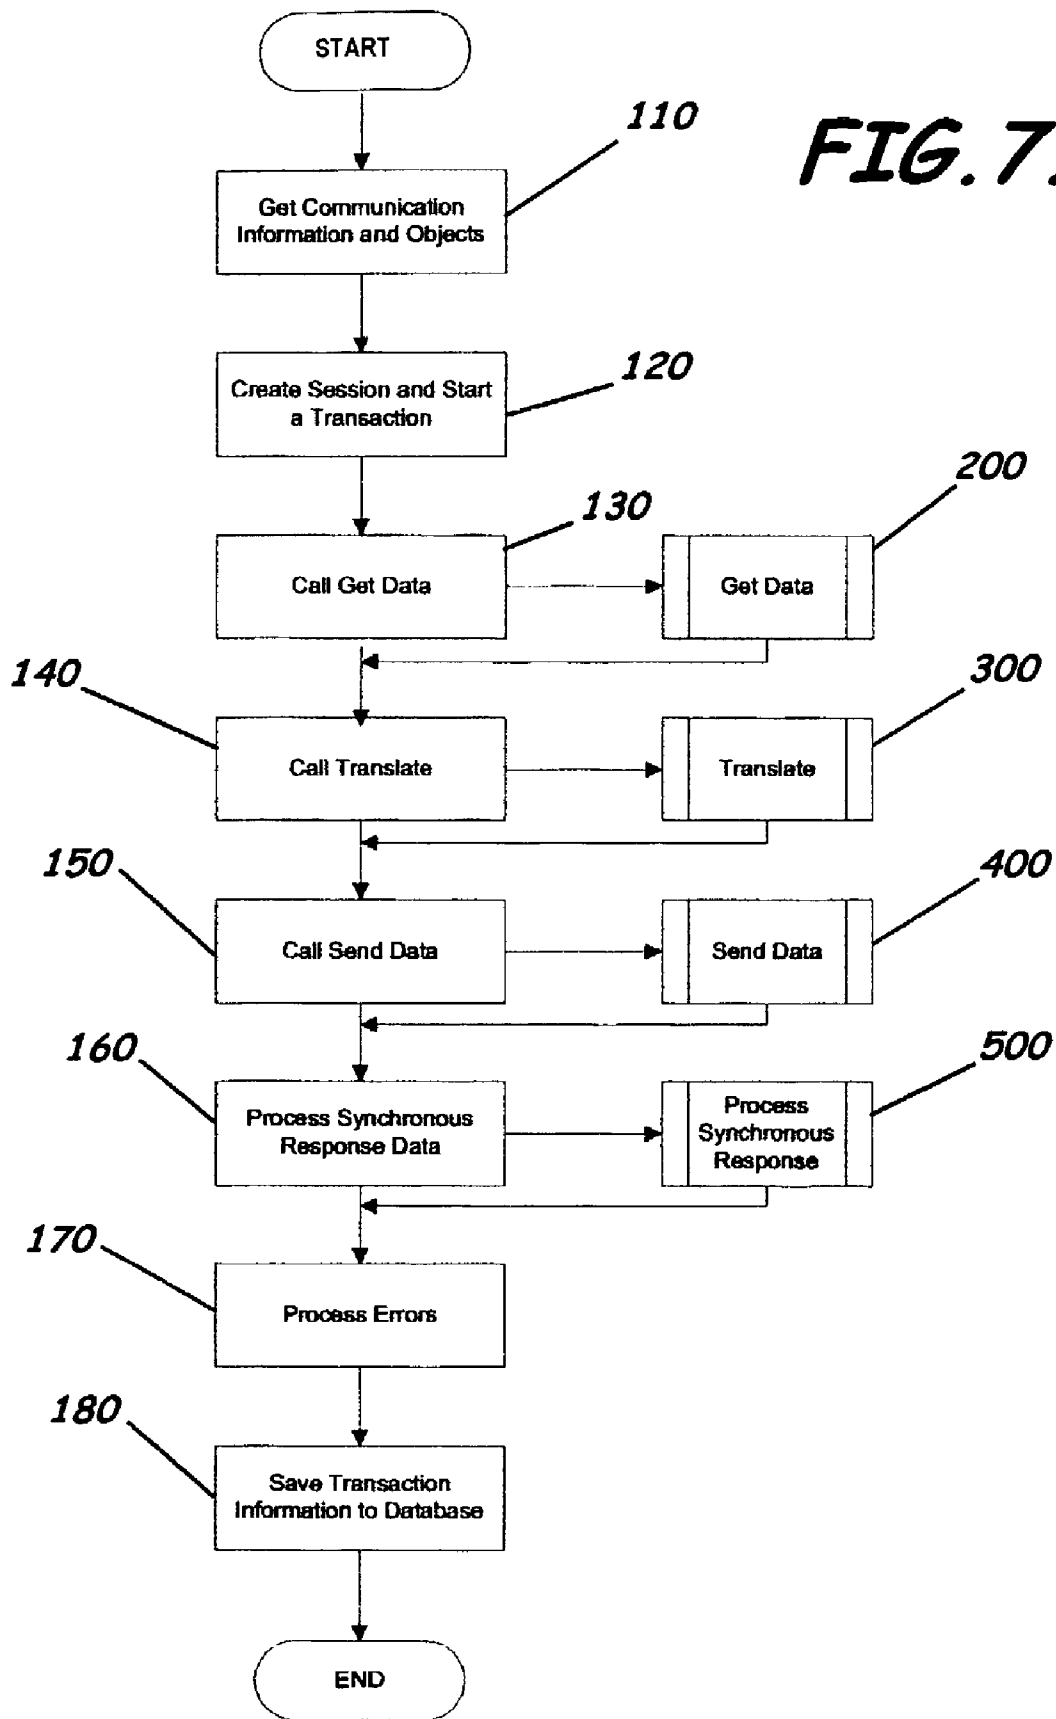 START
110
FIG. 7.
Get Communication
Information and Objects
120
Create Session and Start
a Transaction
130
200
Call Get Data
Get Data
140
300
Call Translate
Translate
150
400
Call Send Data
Send Data
160
500
Process Synchronous
Response Data
Process
Synchronous
Response
170
Process Errors
180
Save Transaction
Information to Database
END